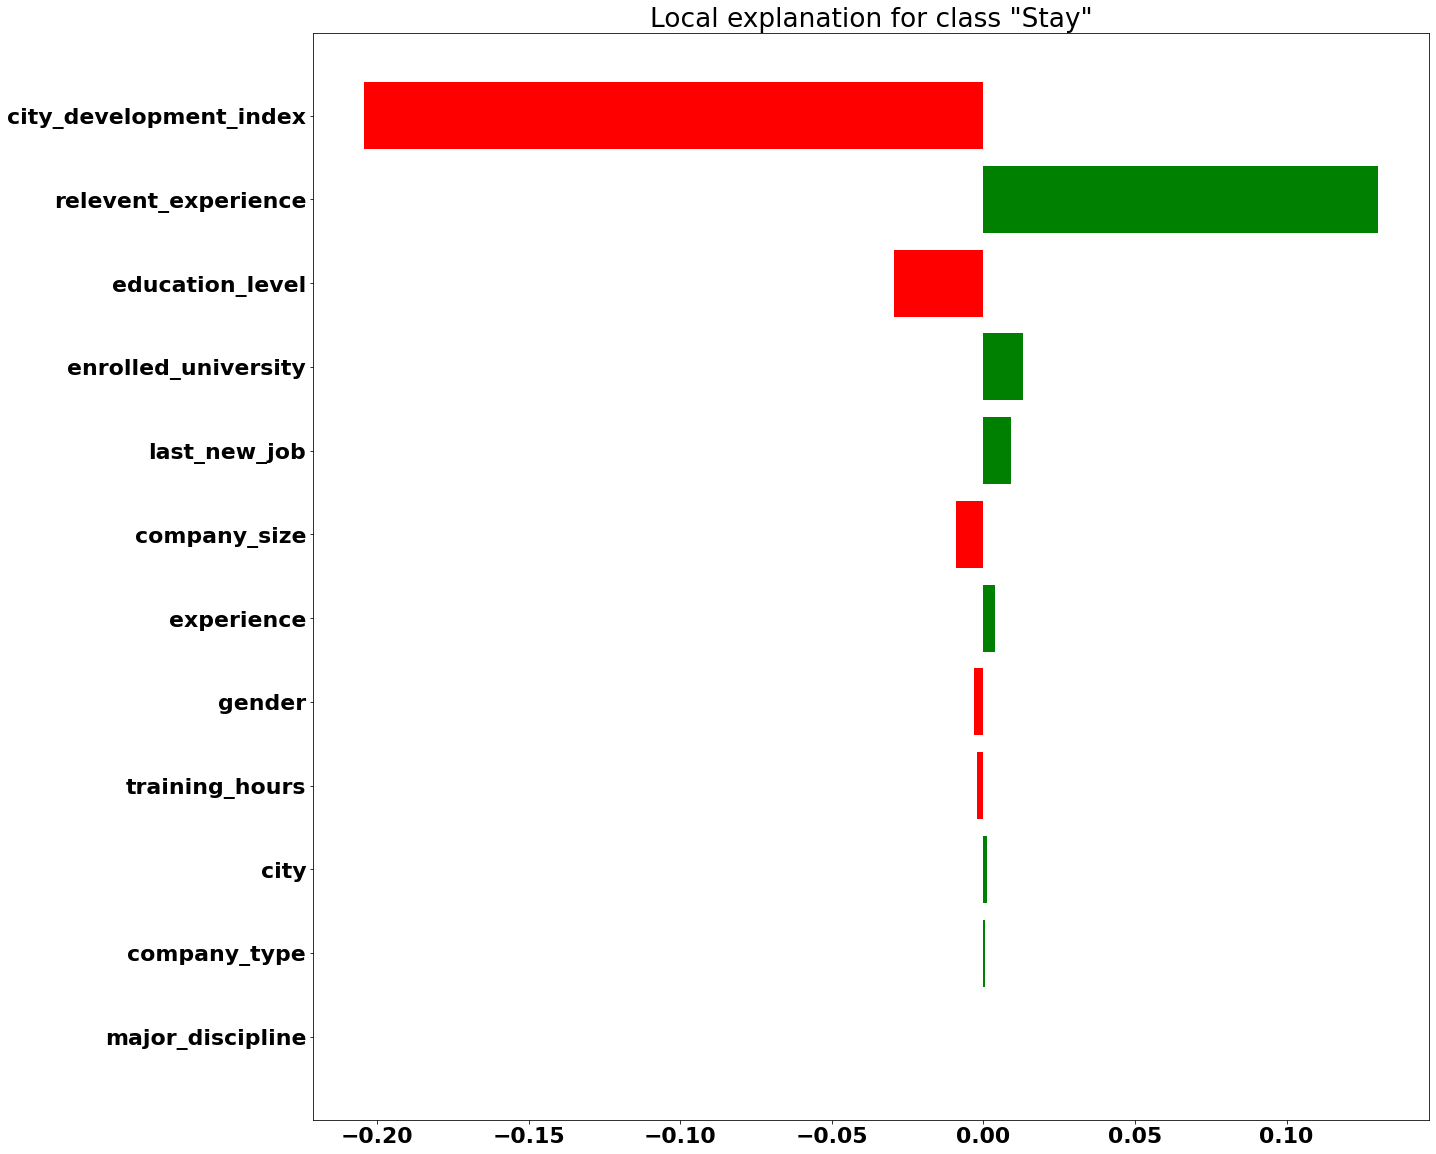 Local explanation for class "Stay"
city_development_index
relevent_experience
education_level
enrolled_university
last_new_job
company_size
experience
gender
training_hours
city
company_type
major_discipline
−0.20 −0.15 −0.10 −0.05 0.00 0.05 0.10